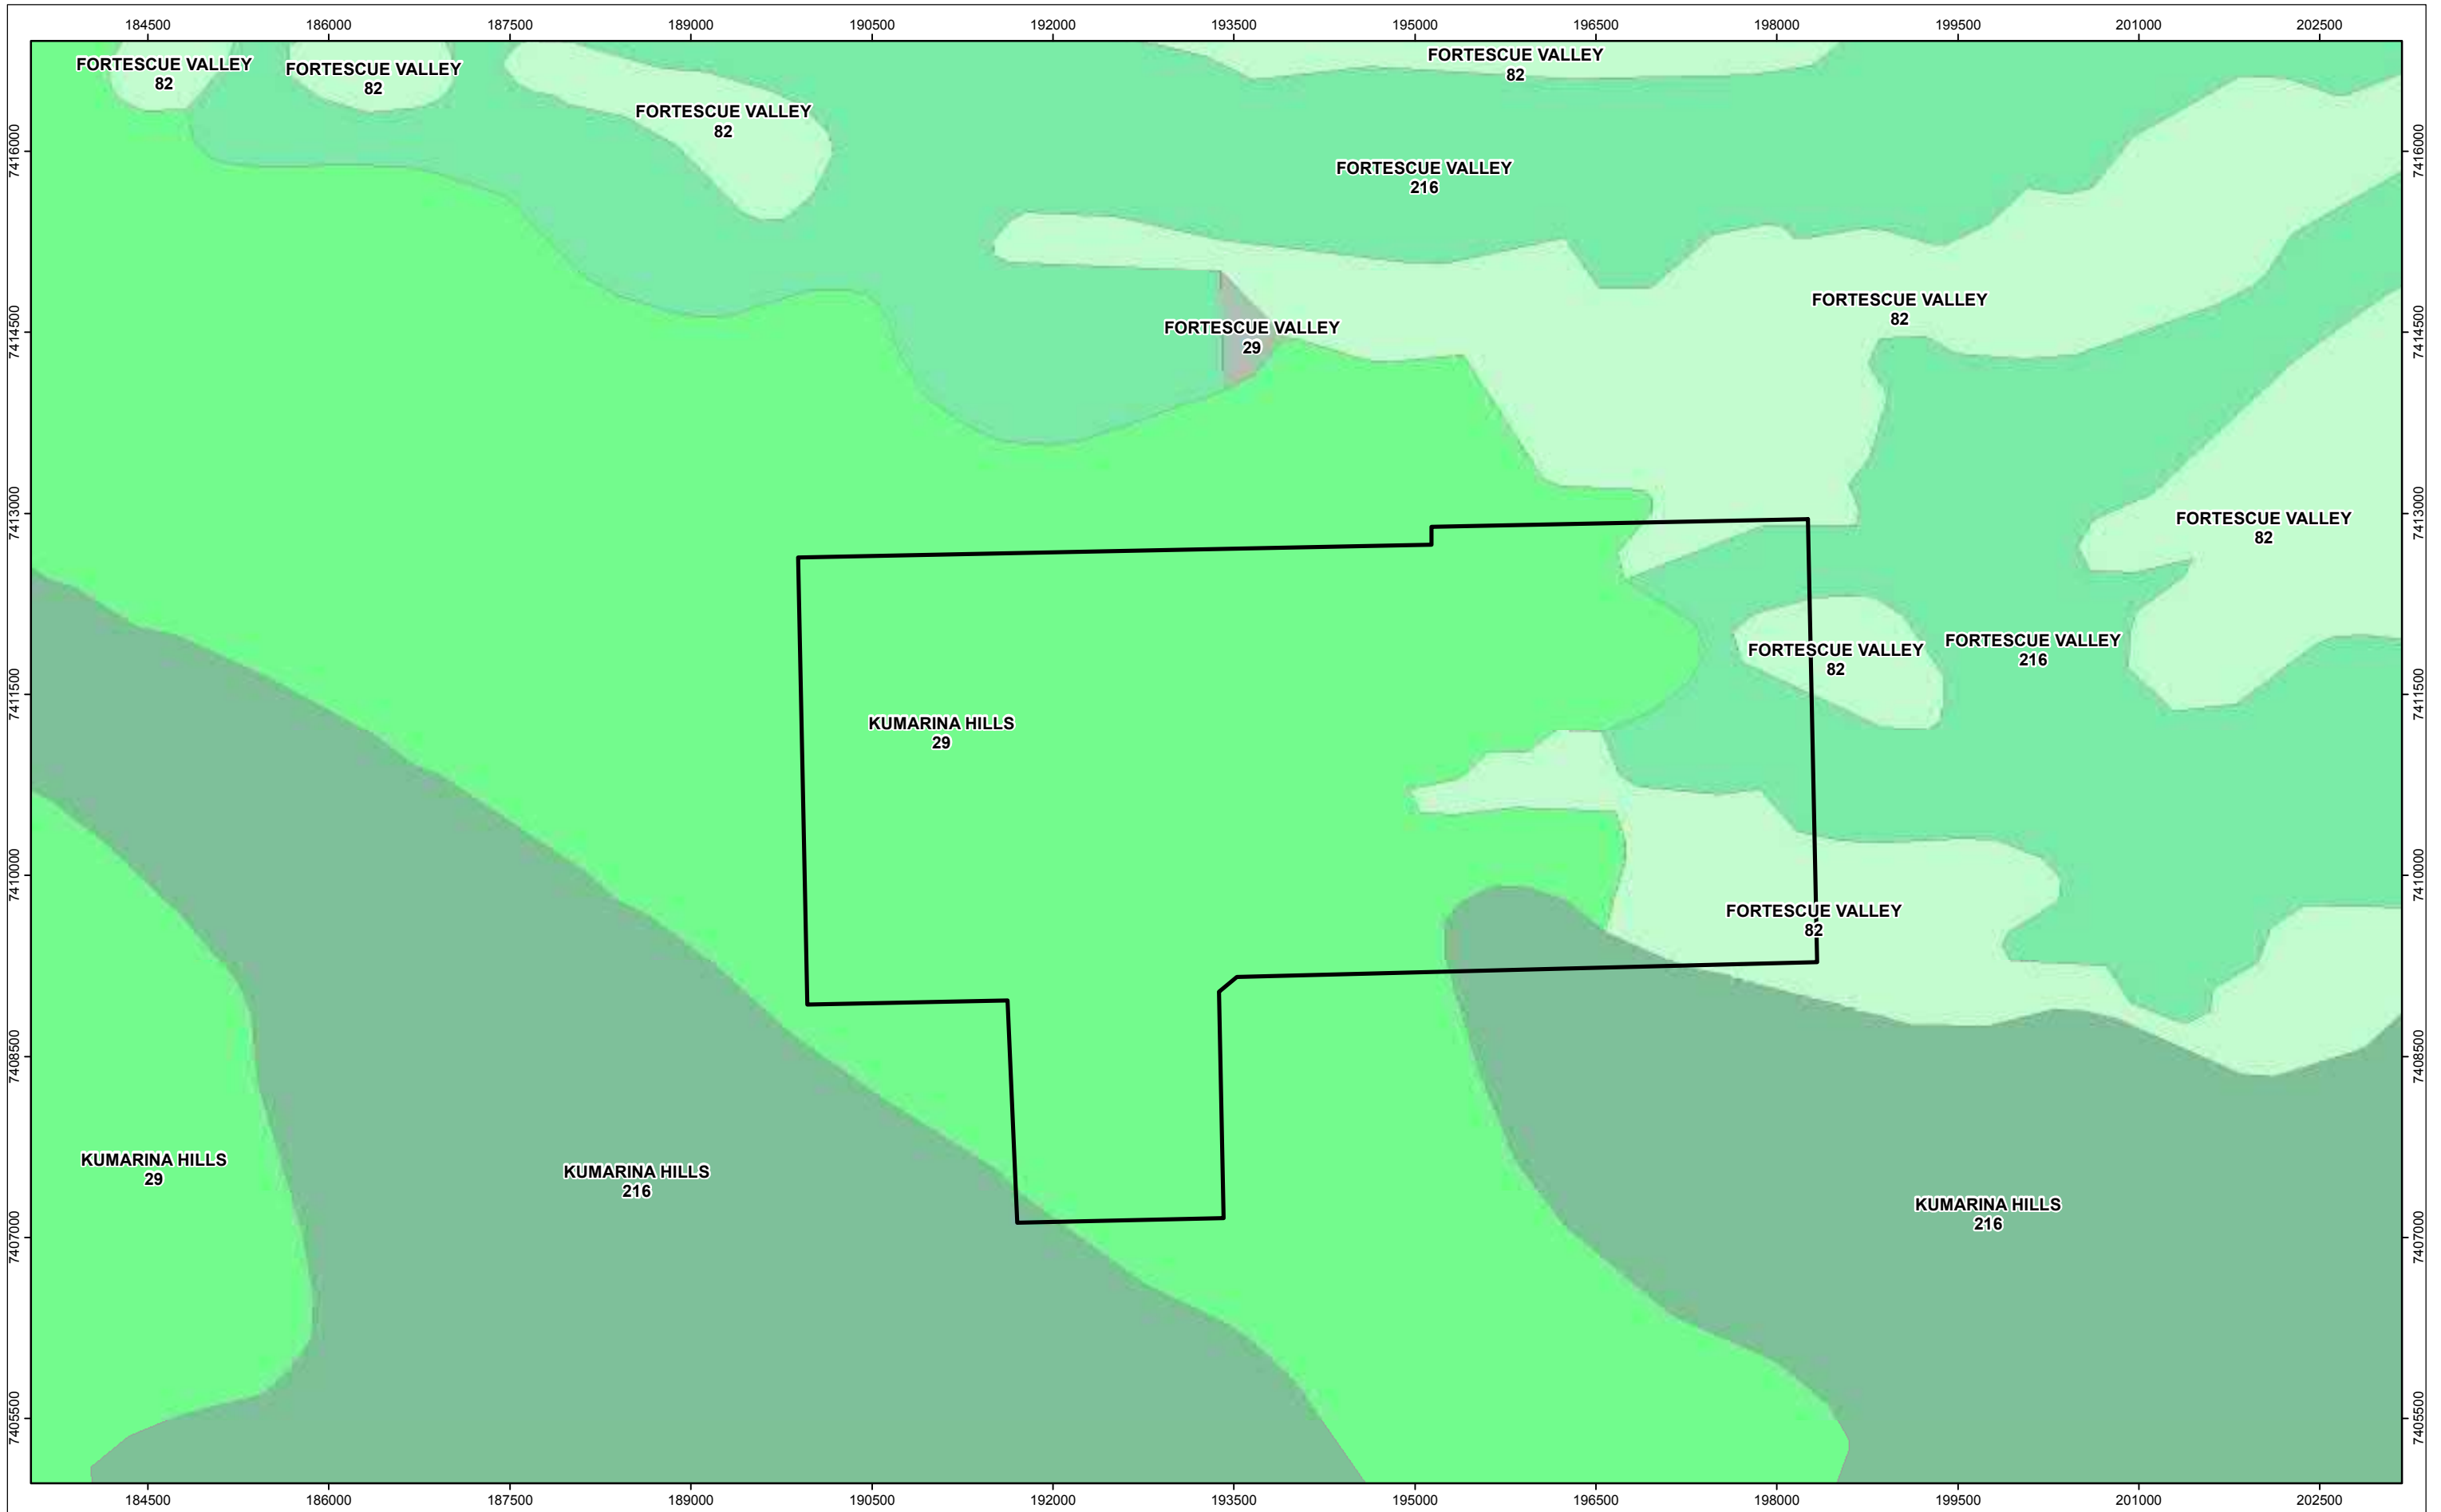 184500 186000 187500 189000 190500 192000 193500 195000 196500 198000 199500 201000 202500
FORTESCUE VALLEY
82
FORTESCUE VALLEY
82
FORTESCUE VALLEY
82
FORTESCUE VALLEY
82
7416000
7416000
FORTESCUE VALLEY
216
FORTESCUE VALLEY
82
7414500
7414500
FORTESCUE VALLEY
29
7413000
7413000
FORTESCUE VALLEY
82
FORTESCUE VALLEY
82
FORTESCUE VALLEY
216
7411500
7411500
KUMARINA HILLS
29
7410000
7410000
FORTESCUE VALLEY
82
7408500
7408500
KUMARINA HILLS
29
KUMARINA HILLS
216
KUMARINA HILLS
216
7407000
7407000
7405500
7405500
184500 186000 187500 189000 190500 192000 193500 195000 196500 198000 199500 201000 202500